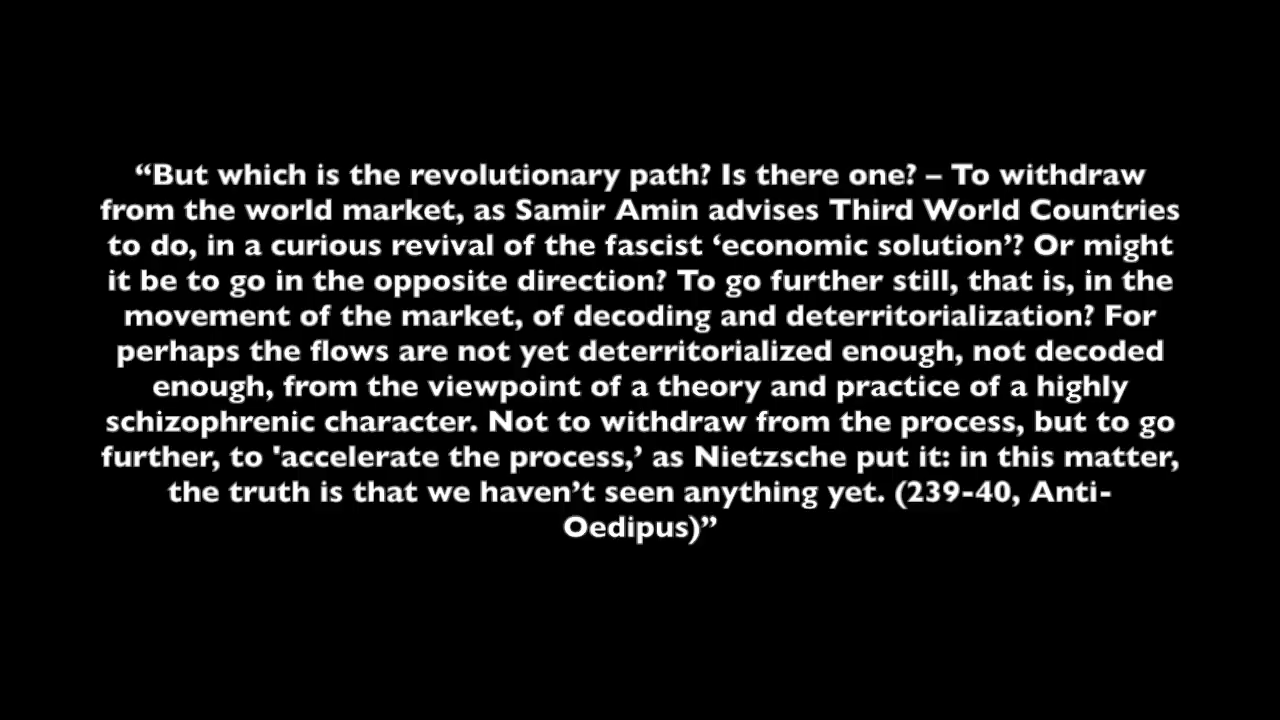 “But which is the revolutionary path? Is there one? – To withdraw
from the world market, as Samir Amin advises Third World Countries
to do, in a curious revival of the fascist ‘economic solution’? Or might
it be to go in the opposite direction? To go further still, that is, in the
movement of the market, of decoding and deterritorialization? For
perhaps the flows are not yet deterritorialized enough, not decoded
enough, from the viewpoint of a theory and practice of a highly
schizophrenic character. Not to withdraw from the process, but to go
further, to 'accelerate the process,’ as Nietzsche put it: in this matter,
the truth is that we haven’t seen anything yet. (239-40, Anti-
Oedipus)”